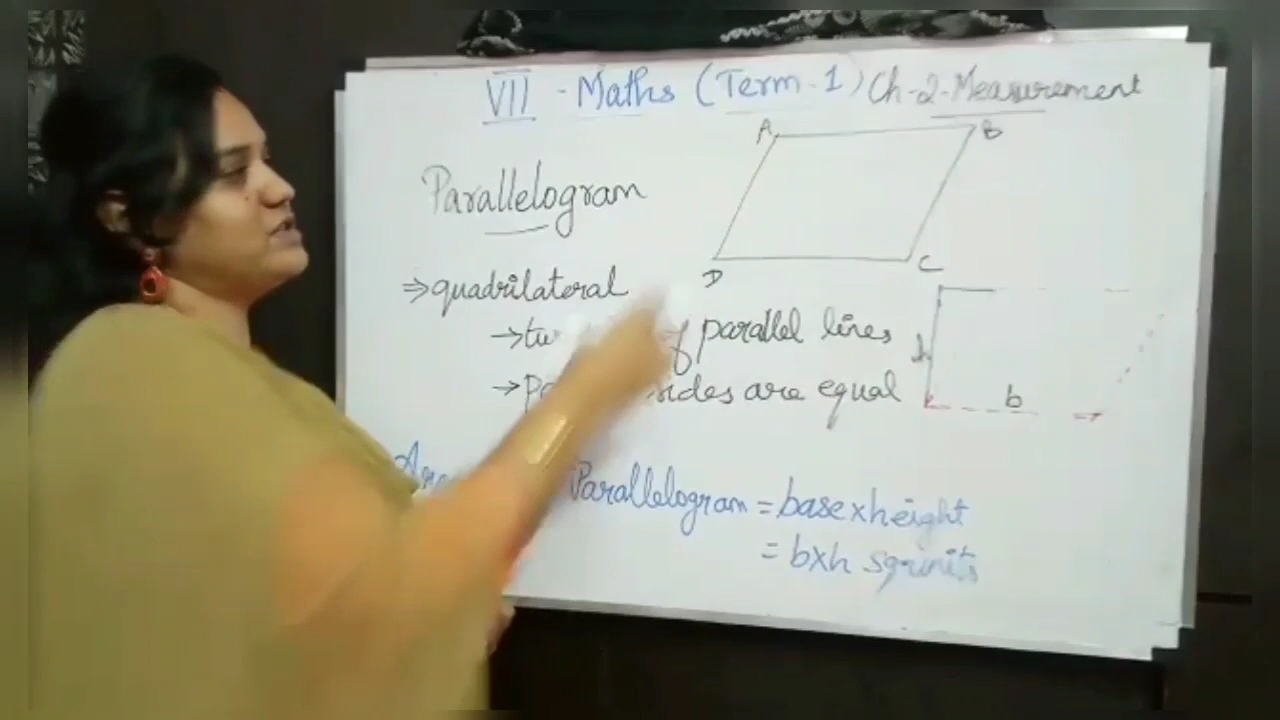 VII - Maths (Term-1) Ch-2-Measurement
A B
Parallelogram
D C
⇒ quadrilateral
→ parallel lines
h
→ sides are equal
b
Parallelogram = base x height
= bxh sq.units